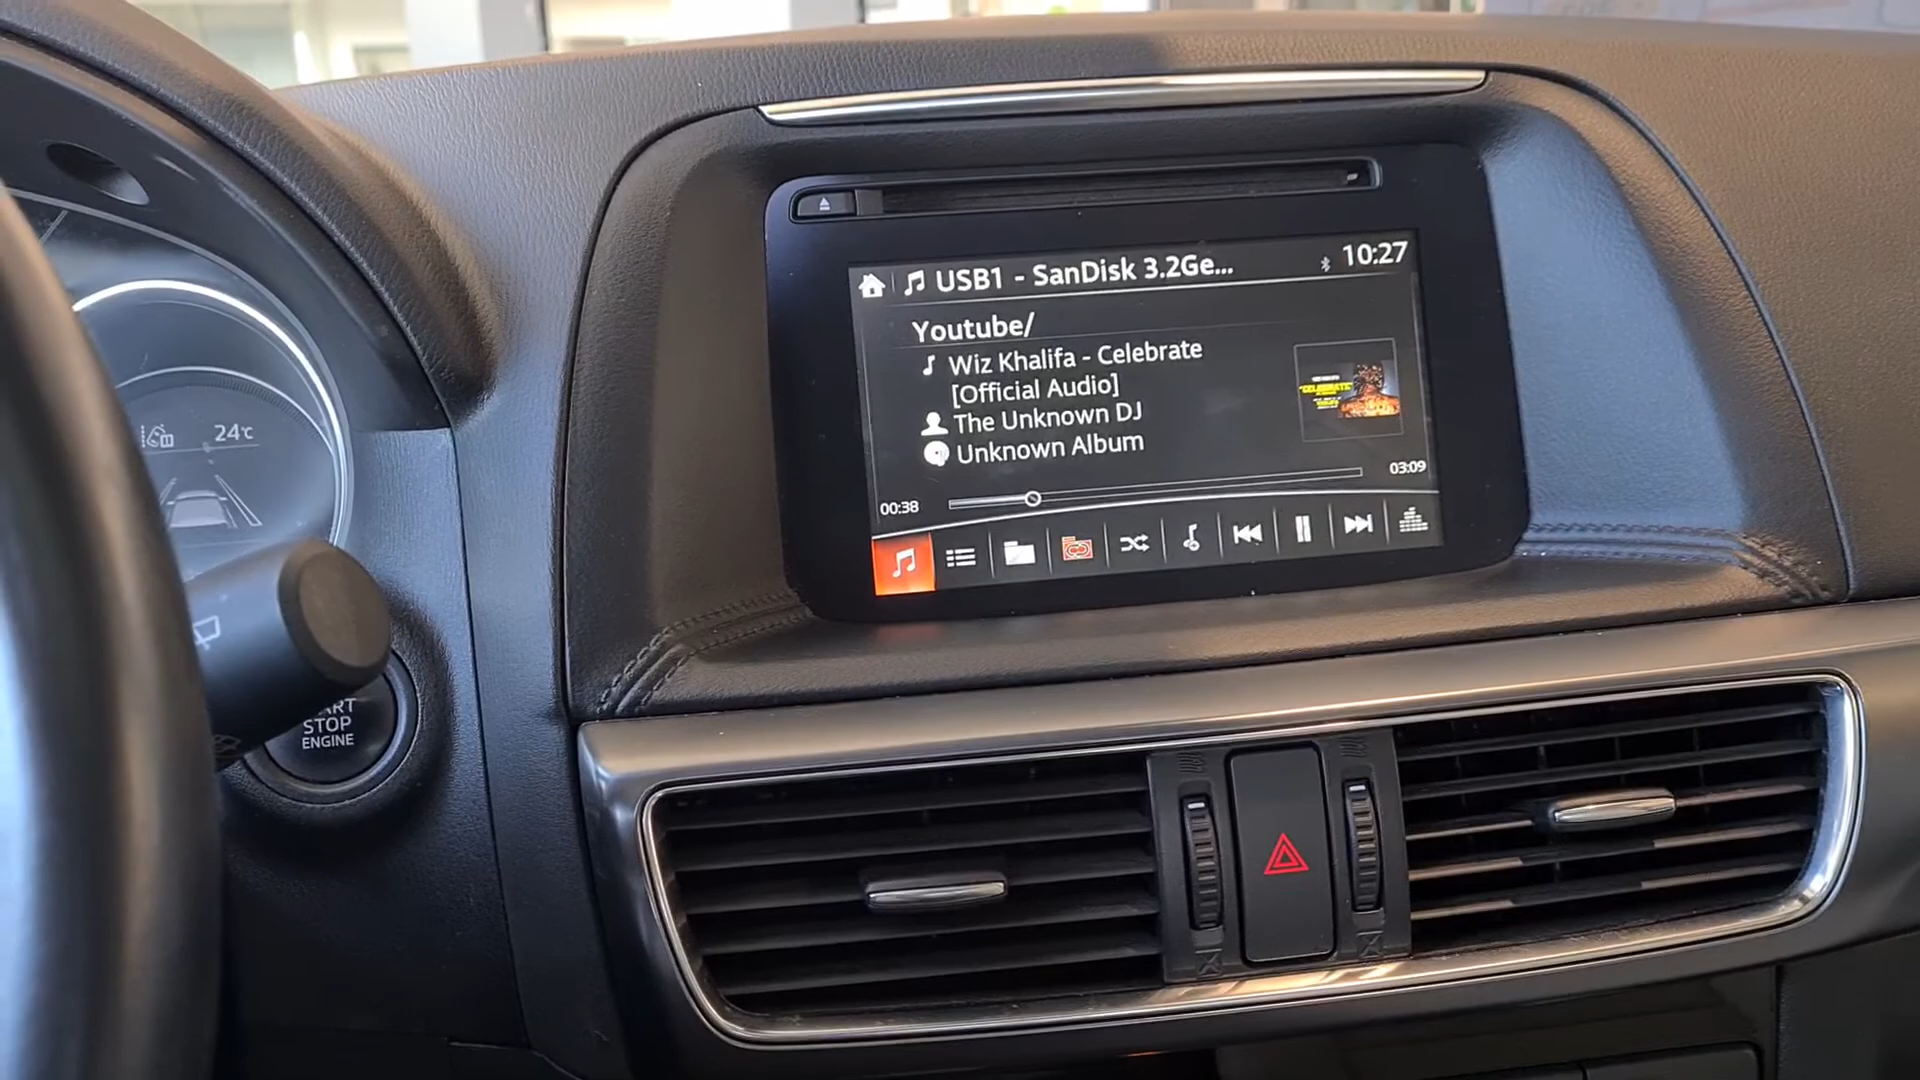 USB1 - SanDisk 3.2Ge...
10:27
Youtube/
Wiz Khalifa - Celebrate
[Official Audio]
The Unknown DJ
Unknown Album
00:38
03:09
24°c
START
STOP
ENGINE